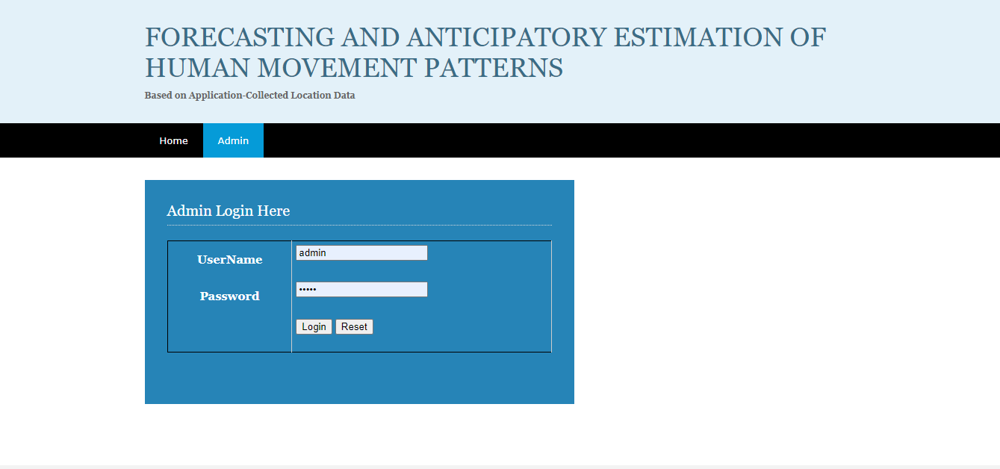 FORECASTING AND ANTICIPATORY ESTIMATION OF
HUMAN MOVEMENT PATTERNS
Based on Application-Collected Location Data
Home Admin
Admin Login Here
UserName admin
Password •••••
Login Reset